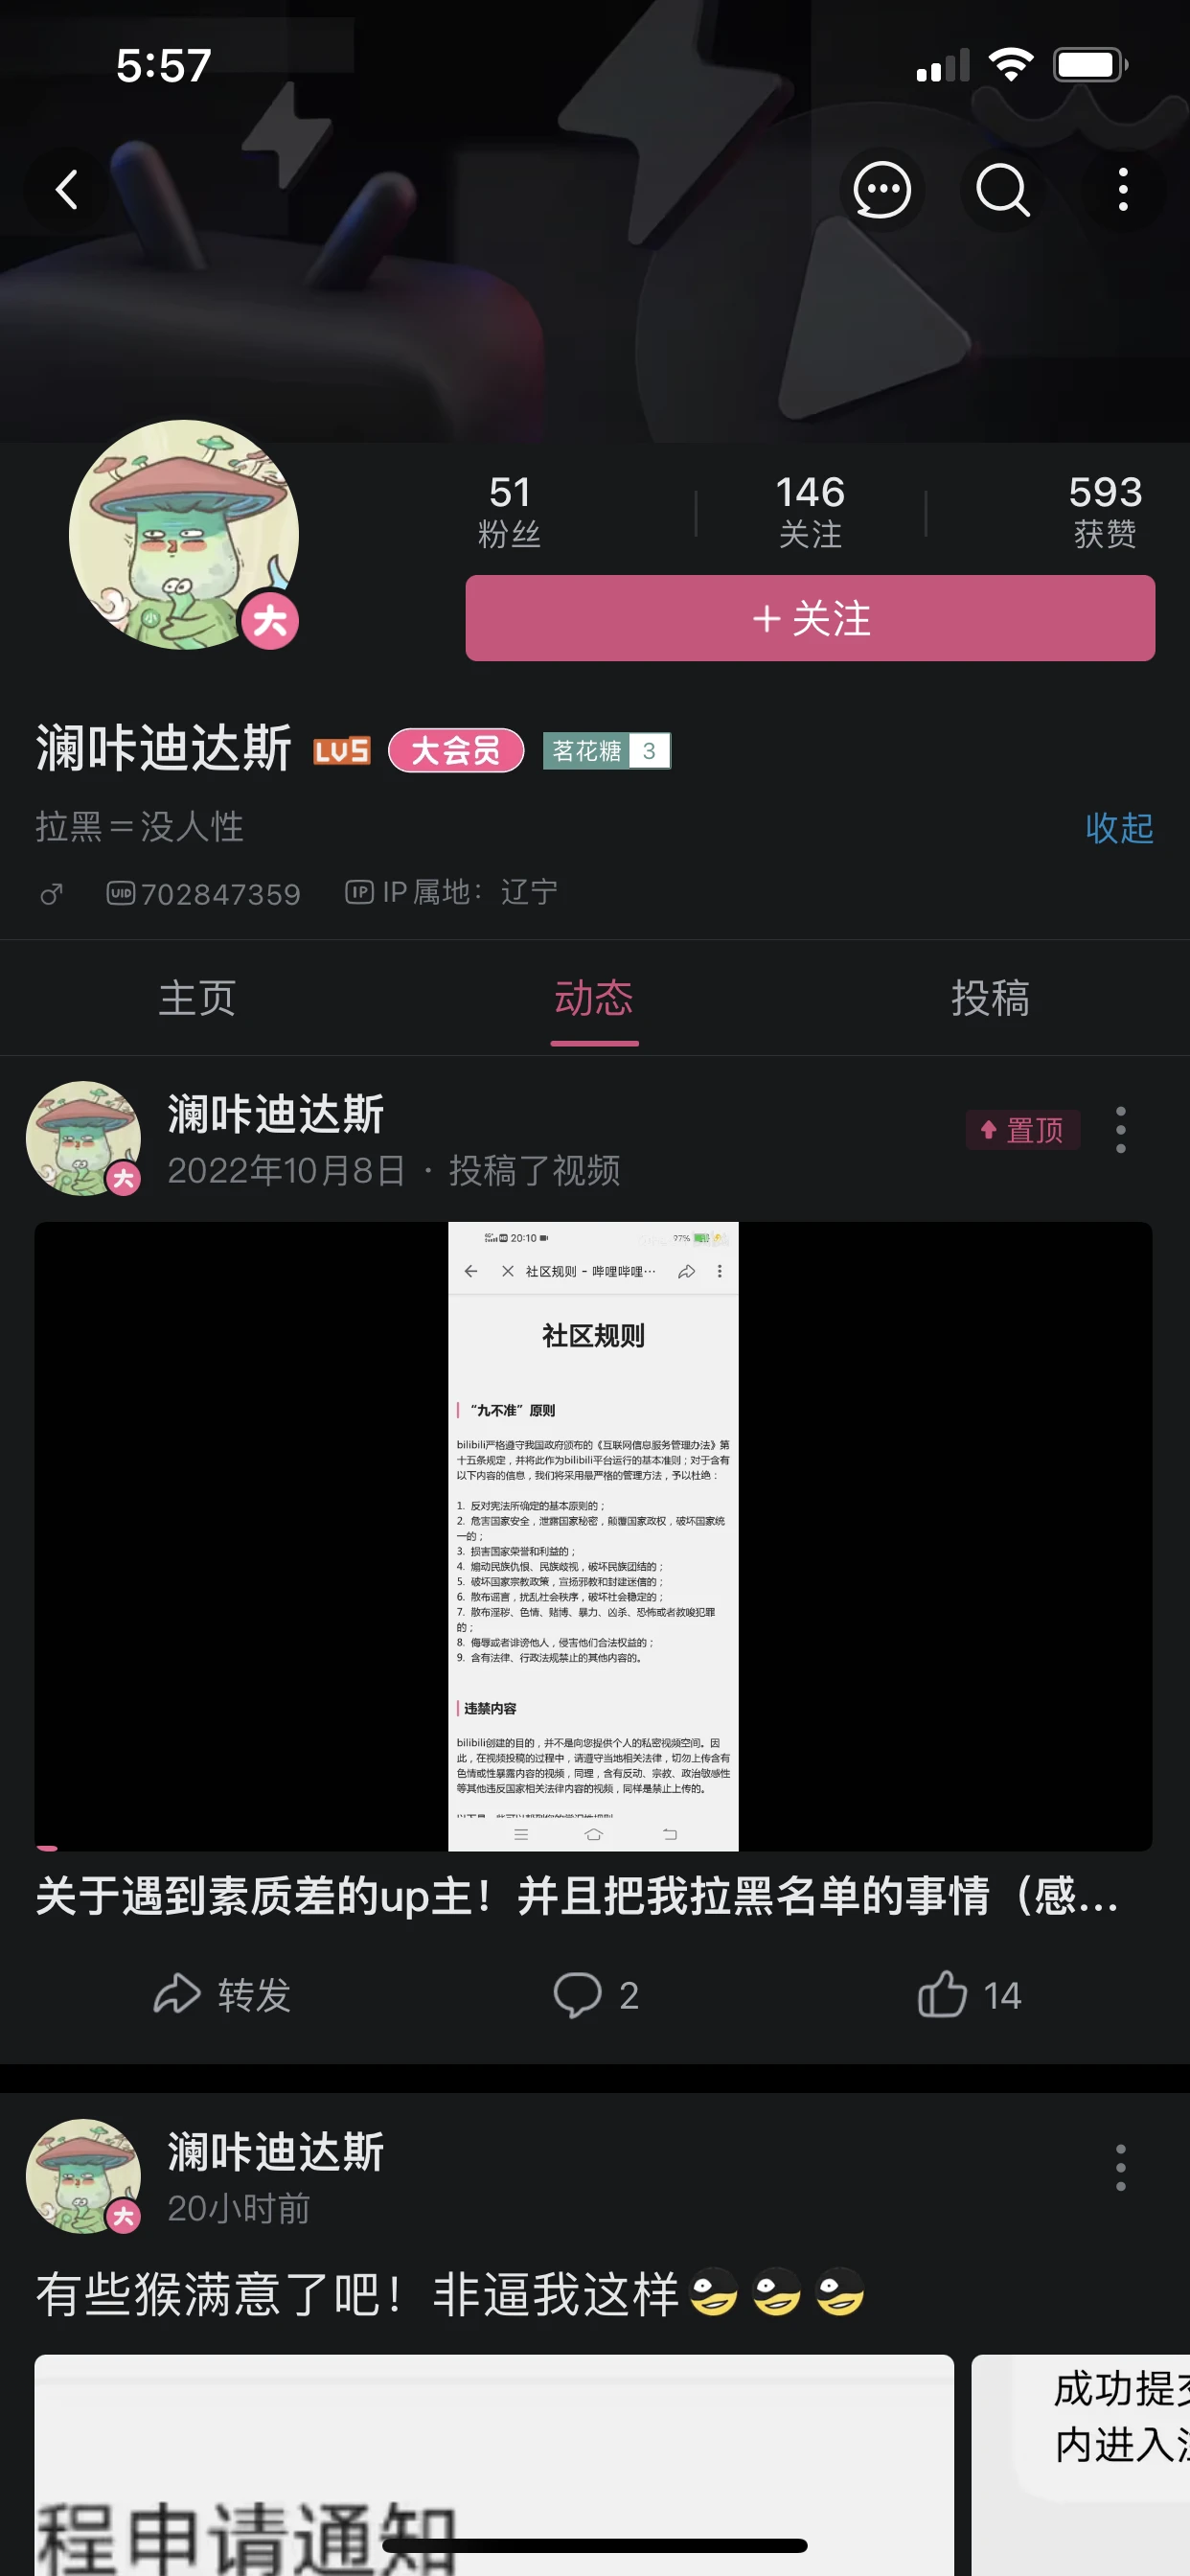 5:57
51
粉丝
146
关注
593
获赞
+ 关注
大
澜咔迪达斯 LV5 大会员 茗花糖 3
拉黑=没人性
收起
♂ UID 702847359 IP IP属地：辽宁
主页 动态 投稿
澜咔迪达斯
置顶
2022年10月8日 · 投稿了视频
大
20:10 97%
社区规则 - 哔哩哔哩…
社区规则
“九不准”原则
bilibili严格遵守我国政府颁布的《互联网信息服务管理办法》第
十五条规定，并将此作为bilibili平台运行的基本准则；对于含有
以下内容的信息，我们将采用最严格的管理方法，予以杜绝：
1. 反对宪法所确定的基本原则的；
2. 危害国家安全，泄露国家秘密，颠覆国家政权，破坏国家统
一的；
3. 损害国家荣誉和利益的；
4. 煽动民族仇恨、民族歧视，破坏民族团结的；
5. 破坏国家宗教政策，宣扬邪教和封建迷信的；
6. 散布谣言，扰乱社会秩序，破坏社会稳定的；
7. 散布淫秽、色情、赌博、暴力、凶杀、恐怖或者教唆犯罪
的；
8. 侮辱或者诽谤他人，侵害他们合法权益的；
9. 含有法律、行政法规禁止的其他内容的。
违禁内容
bilibili创建的目的，并不是向您提供个人的私密视频空间。因
此，在视频投稿的过程中，请遵守当地相关法律，切勿上传含有
色情或性暴露内容的视频，同理，含有反动、宗教、政治敏感性
等其他违反国家相关法律内容的视频，同样是禁止上传的。
关于遇到素质差的up主！并且把我拉黑名单的事情（感...
转发 2 14
澜咔迪达斯
20小时前
大
有些猴满意了吧！非逼我这样
程申请通知
成功提交
内进入